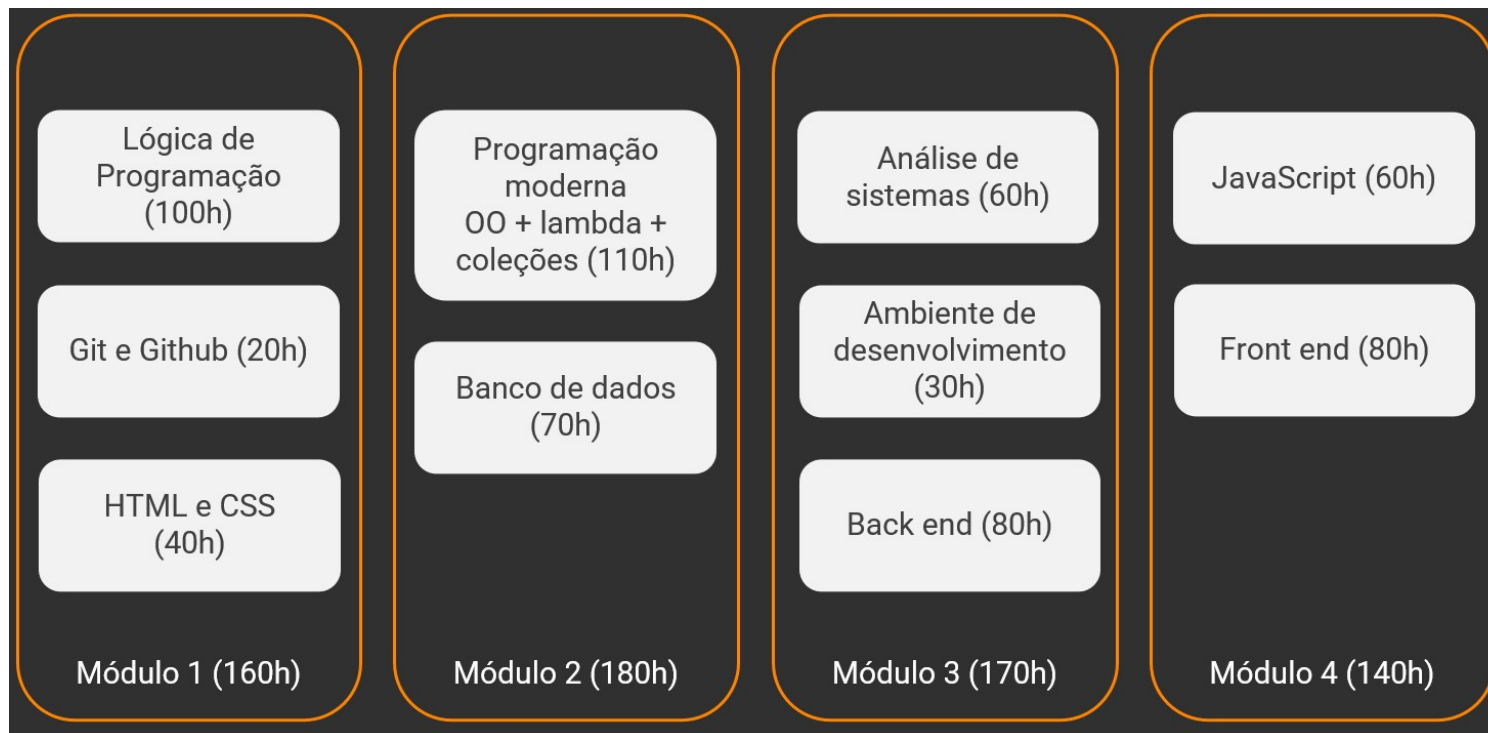 Lógica de
Programação
(100h)
Git e Github (20h)
HTML e CSS
(40h)
Módulo 1 (160h)
Programação
moderna
OO + lambda +
coleções (110h)
Banco de dados
(70h)
Módulo 2 (180h)
Análise de
sistemas (60h)
Ambiente de
desenvolvimento
(30h)
Back end (80h)
Módulo 3 (170h)
JavaScript (60h)
Front end (80h)
Módulo 4 (140h)